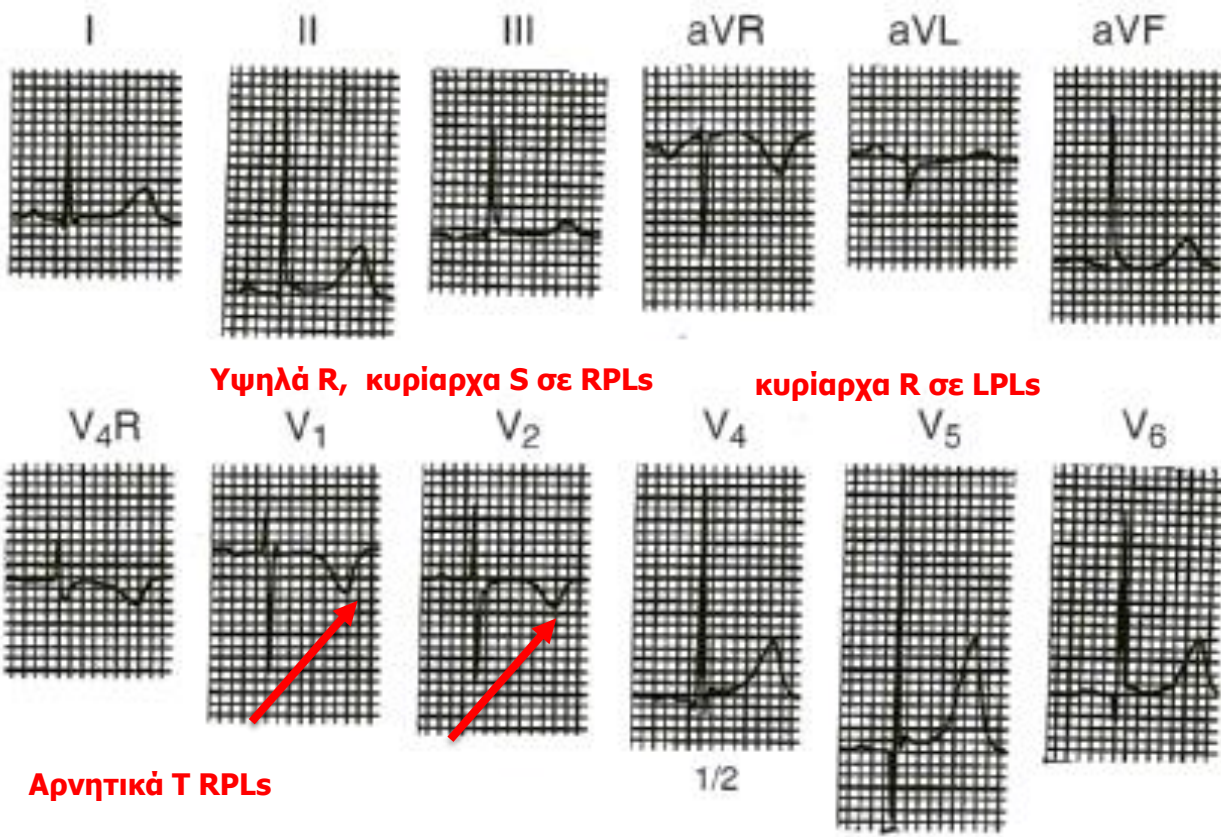 I II III aVR aVL aVF
Υψηλά R, κυρίαρχα S σε RPLs κυρίαρχα R σε LPLs
V4R V1 V2 V4 V5 V6
1/2
Αρνητικά T RPLs